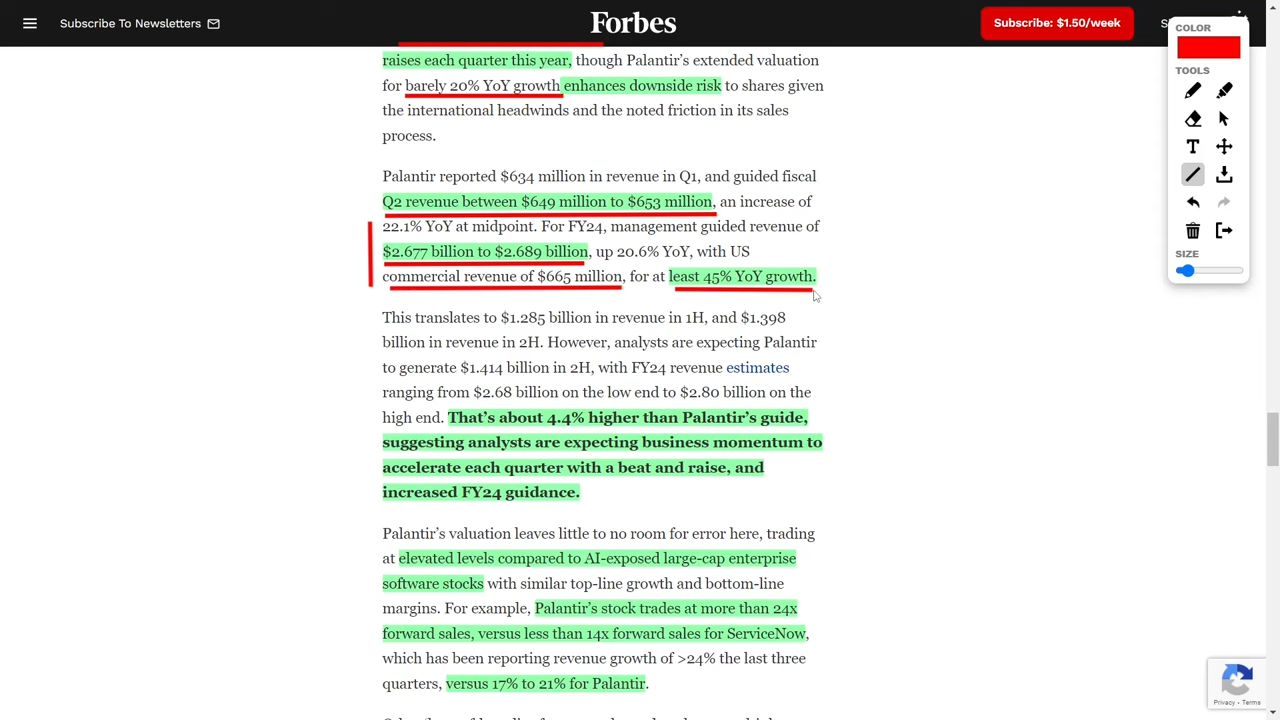 Subscribe To Newsletters
Forbes
Subscribe: $1.50/week
COLOR
TOOLS
T
SIZE
raises each quarter this year, though Palantir's extended valuation
for barely 20% YoY growth enhances downside risk to shares given
the international headwinds and the noted friction in its sales
process.
Palantir reported $634 million in revenue in Q1, and guided fiscal
Q2 revenue between $649 million to $653 million, an increase of
22.1% YoY at midpoint. For FY24, management guided revenue of
$2.677 billion to $2.689 billion, up 20.6% YoY, with US
commercial revenue of $665 million, for at least 45% YoY growth.
This translates to $1.285 billion in revenue in 1H, and $1.398
billion in revenue in 2H. However, analysts are expecting Palantir
to generate $1.414 billion in 2H, with FY24 revenue estimates
ranging from $2.68 billion on the low end to $2.80 billion on the
high end. That's about 4.4% higher than Palantir's guide,
suggesting analysts are expecting business momentum to
accelerate each quarter with a beat and raise, and
increased FY24 guidance.
Palantir's valuation leaves little to no room for error here, trading
at elevated levels compared to AI-exposed large-cap enterprise
software stocks with similar top-line growth and bottom-line
margins. For example, Palantir's stock trades at more than 24x
forward sales, versus less than 14x forward sales for ServiceNow,
which has been reporting revenue growth of >24% the last three
quarters, versus 17% to 21% for Palantir.
Privacy - Terms